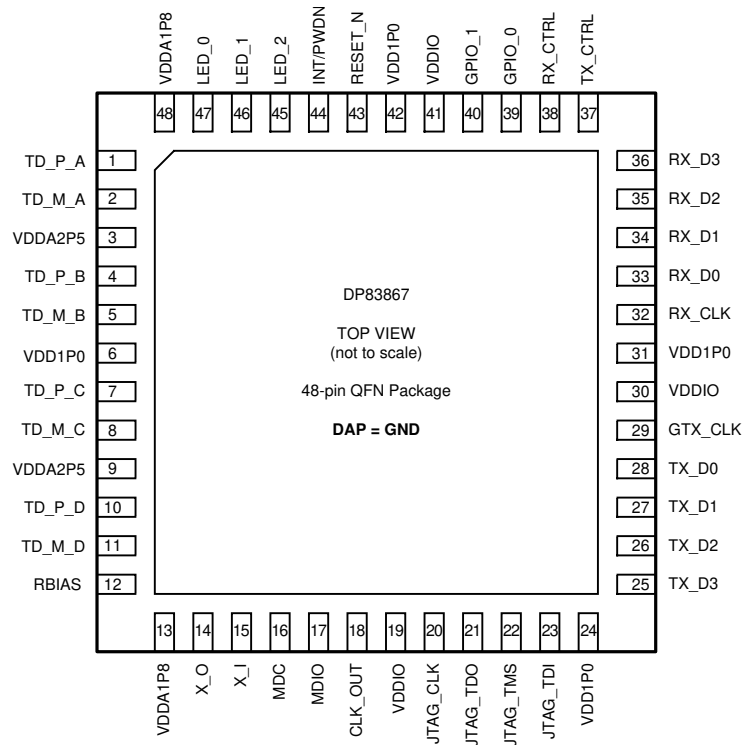 VDDA1P8
LED_0
LED_1
LED_2
INT/PWDN
RESET_N
VDD1P0
VDDIO
GPIO_1
GPIO_0
RX_CTRL
TX_CTRL
48 47 46 45 44 43 42 41 40 39 38 37
TD_P_A 1
TD_M_A 2
VDDA2P5 3
TD_P_B 4
TD_M_B 5
VDD1P0 6
TD_P_C 7
TD_M_C 8
VDDA2P5 9
TD_P_D 10
TD_M_D 11
RBIAS 12
DP83867
TOP VIEW
(not to scale)
48-pin QFN Package
DAP = GND
36 RX_D3
35 RX_D2
34 RX_D1
33 RX_D0
32 RX_CLK
31 VDD1P0
30 VDDIO
29 GTX_CLK
28 TX_D0
27 TX_D1
26 TX_D2
25 TX_D3
13 14 15 16 17 18 19 20 21 22 23 24
VDDA1P8
X_O
X_I
MDC
MDIO
CLK_OUT
VDDIO
JTAG_CLK
JTAG_TDO
JTAG_TMS
JTAG_TDI
VDD1P0